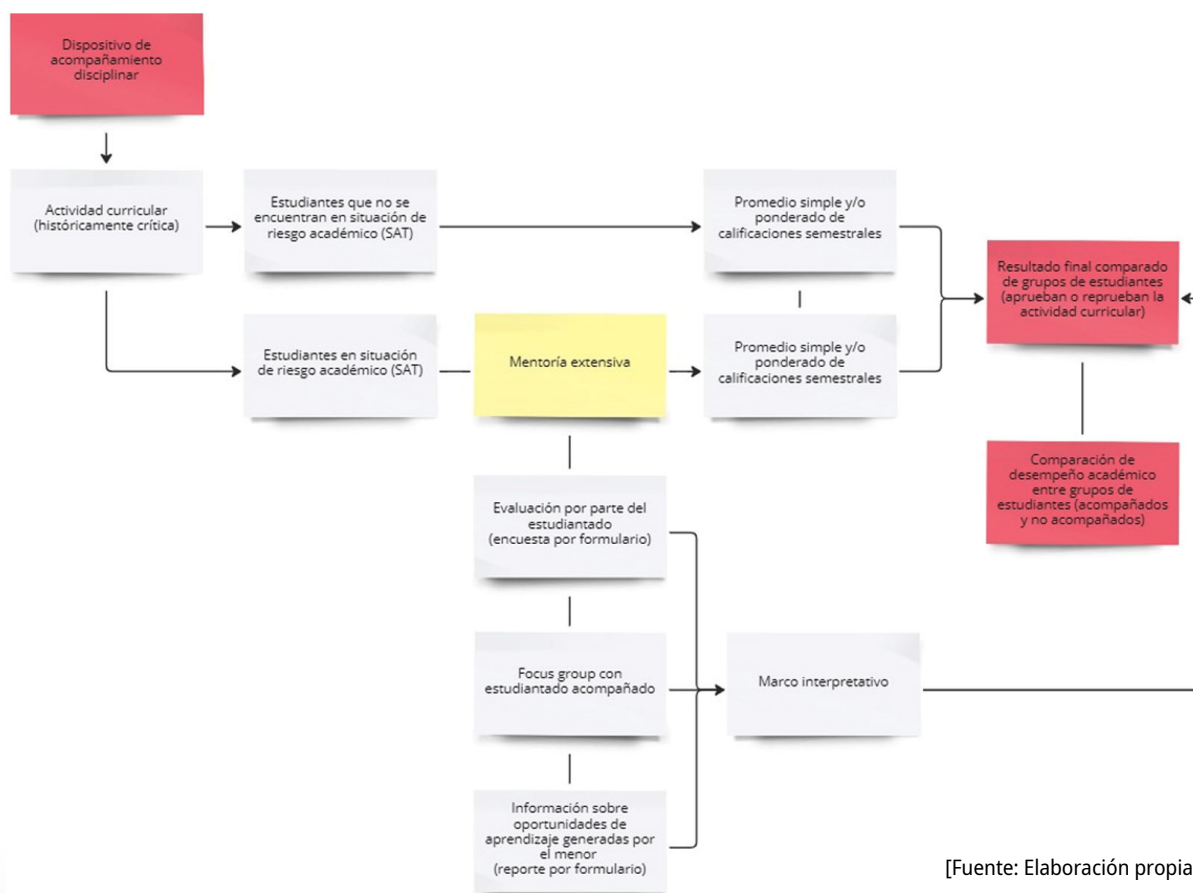 Dispositivo de
acompañamiento
disciplinar
Actividad curricular
(históricamente crítica)
Estudiantes que no se
encuentran en situación de
riesgo académico (SAT)
Promedio simple y/o
ponderado de
calificaciones semestrales
Resultado final comparado
de grupos de estudiantes
(aprueban o reprueban la
actividad curricular)
Estudiantes en situación
de riesgo académico (SAT)
Mentoría extensiva
Promedio simple y/o
ponderado de
calificaciones semestrales
Comparación de
desempeño académico
entre grupos de
estudiantes (acompañados
y no acompañados)
Evaluación por parte del
estudiantado
(encuesta por formulario)
Focus group con
estudiantado acompañado
Marco interpretativo
Información sobre
oportunidades de
aprendizaje generadas por
el menor
(reporte por formulario)
[Fuente: Elaboración propia